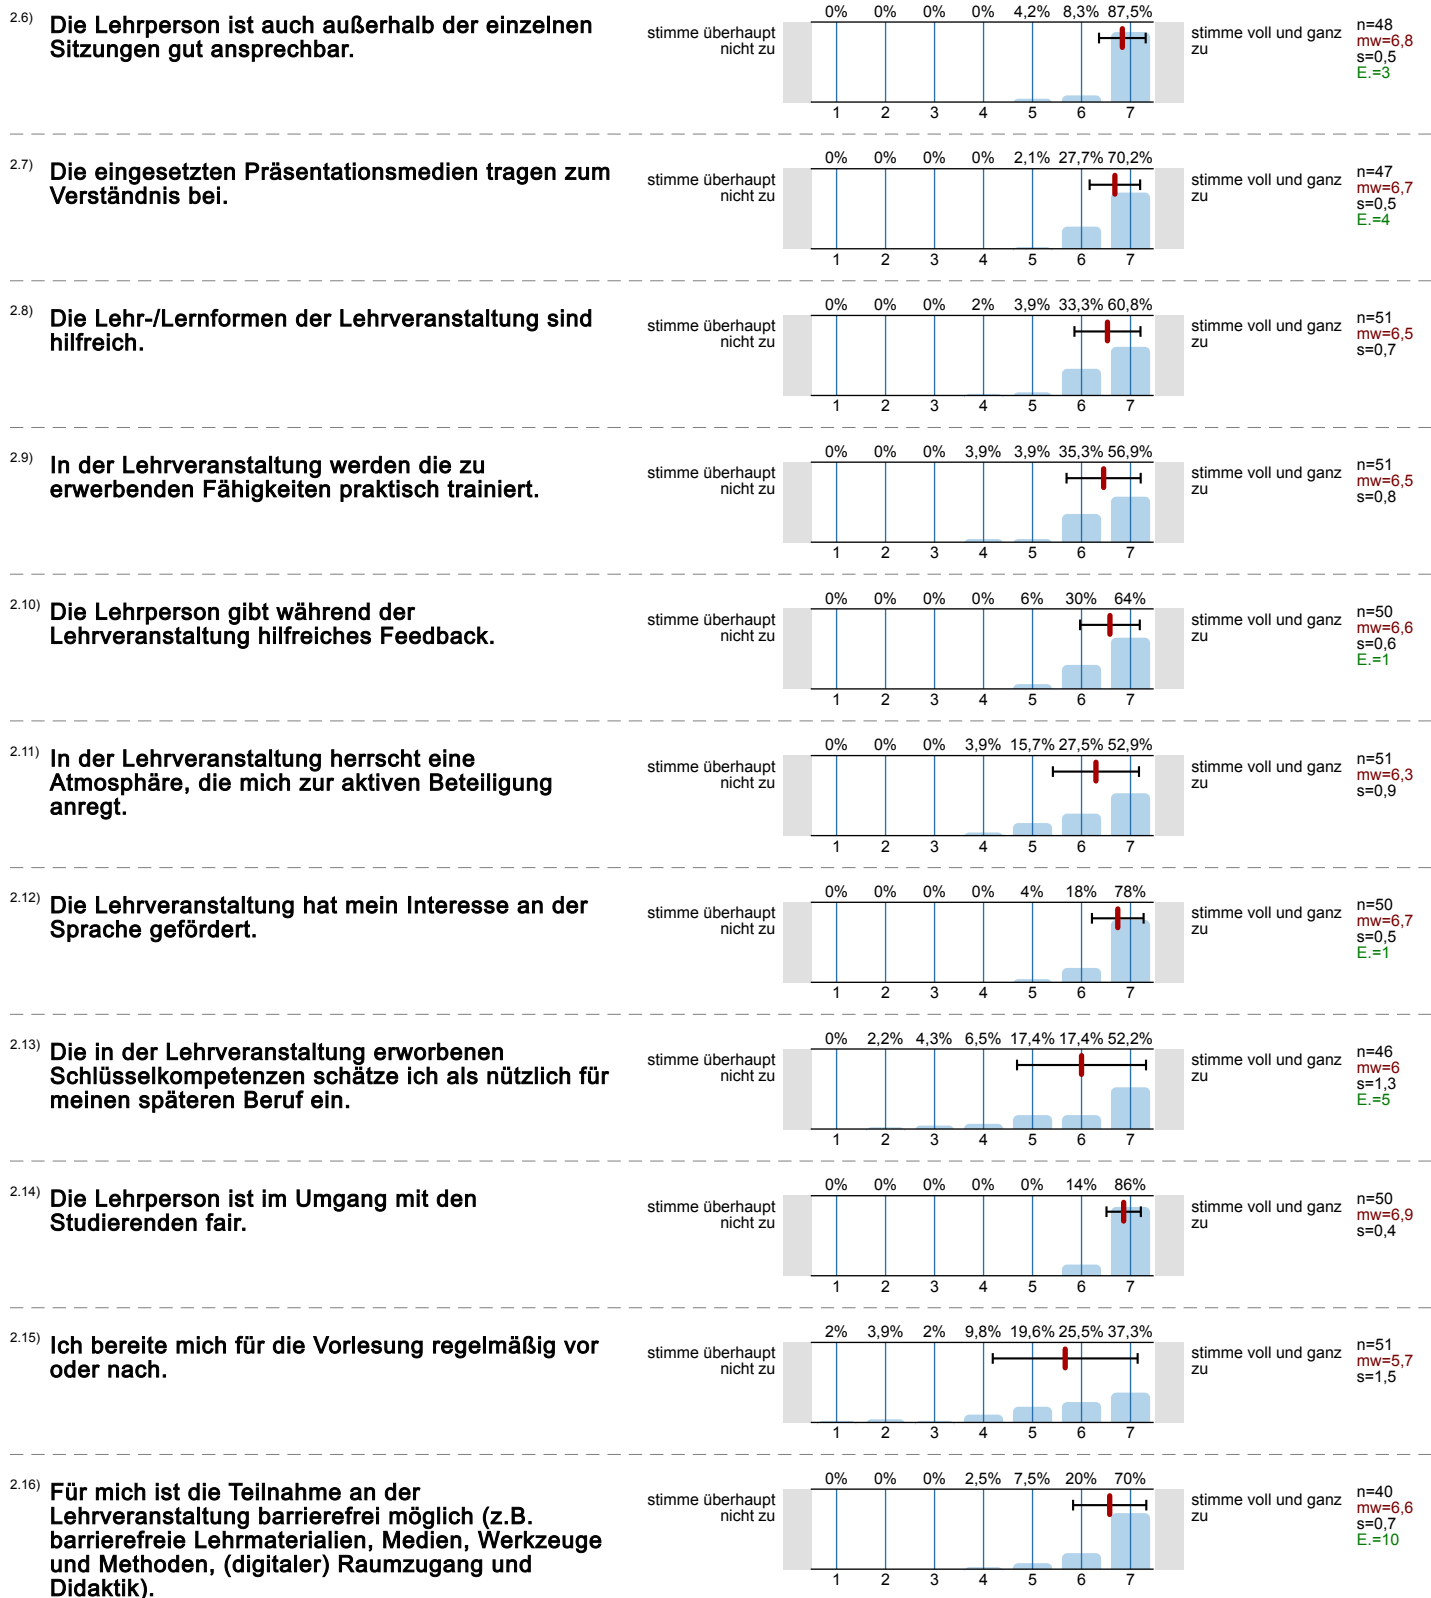 2.6) Die Lehrperson ist auch außerhalb der einzelnen
Sitzungen gut ansprechbar.
stimme überhaupt
nicht zu
0% 0% 0% 0% 4,2% 8,3% 87,5%
1 2 3 4 5 6 7
stimme voll und ganz
zu
n=48
mw=6,8
s=0,5
E.=3
2.7) Die eingesetzten Präsentationsmedien tragen zum
Verständnis bei.
stimme überhaupt
nicht zu
0% 0% 0% 0% 2,1% 27,7% 70,2%
1 2 3 4 5 6 7
stimme voll und ganz
zu
n=47
mw=6,7
s=0,5
E.=4
2.8) Die Lehr-/Lernformen der Lehrveranstaltung sind
hilfreich.
stimme überhaupt
nicht zu
0% 0% 0% 2% 3,9% 33,3% 60,8%
1 2 3 4 5 6 7
stimme voll und ganz
zu
n=51
mw=6,5
s=0,7
2.9) In der Lehrveranstaltung werden die zu
erwerbenden Fähigkeiten praktisch trainiert.
stimme überhaupt
nicht zu
0% 0% 0% 3,9% 3,9% 35,3% 56,9%
1 2 3 4 5 6 7
stimme voll und ganz
zu
n=51
mw=6,5
s=0,8
2.10) Die Lehrperson gibt während der
Lehrveranstaltung hilfreiches Feedback.
stimme überhaupt
nicht zu
0% 0% 0% 0% 6% 30% 64%
1 2 3 4 5 6 7
stimme voll und ganz
zu
n=50
mw=6,6
s=0,6
E.=1
2.11) In der Lehrveranstaltung herrscht eine
Atmosphäre, die mich zur aktiven Beteiligung
anregt.
stimme überhaupt
nicht zu
0% 0% 0% 3,9% 15,7% 27,5% 52,9%
1 2 3 4 5 6 7
stimme voll und ganz
zu
n=51
mw=6,3
s=0,9
2.12) Die Lehrveranstaltung hat mein Interesse an der
Sprache gefördert.
stimme überhaupt
nicht zu
0% 0% 0% 0% 4% 18% 78%
1 2 3 4 5 6 7
stimme voll und ganz
zu
n=50
mw=6,7
s=0,5
E.=1
2.13) Die in der Lehrveranstaltung erworbenen
Schlüsselkompetenzen schätze ich als nützlich für
meinen späteren Beruf ein.
stimme überhaupt
nicht zu
0% 2,2% 4,3% 6,5% 17,4% 17,4% 52,2%
1 2 3 4 5 6 7
stimme voll und ganz
zu
n=46
mw=6
s=1,3
E.=5
2.14) Die Lehrperson ist im Umgang mit den
Studierenden fair.
stimme überhaupt
nicht zu
0% 0% 0% 0% 0% 14% 86%
1 2 3 4 5 6 7
stimme voll und ganz
zu
n=50
mw=6,9
s=0,4
2.15) Ich bereite mich für die Vorlesung regelmäßig vor
oder nach.
stimme überhaupt
nicht zu
2% 3,9% 2% 9,8% 19,6% 25,5% 37,3%
1 2 3 4 5 6 7
stimme voll und ganz
zu
n=51
mw=5,7
s=1,5
2.16) Für mich ist die Teilnahme an der
Lehrveranstaltung barrierefrei möglich (z.B.
barrierefreie Lehrmaterialien, Medien, Werkzeuge
und Methoden, (digitaler) Raumzugang und
Didaktik).
stimme überhaupt
nicht zu
0% 0% 0% 2,5% 7,5% 20% 70%
1 2 3 4 5 6 7
stimme voll und ganz
zu
n=40
mw=6,6
s=0,7
E.=10